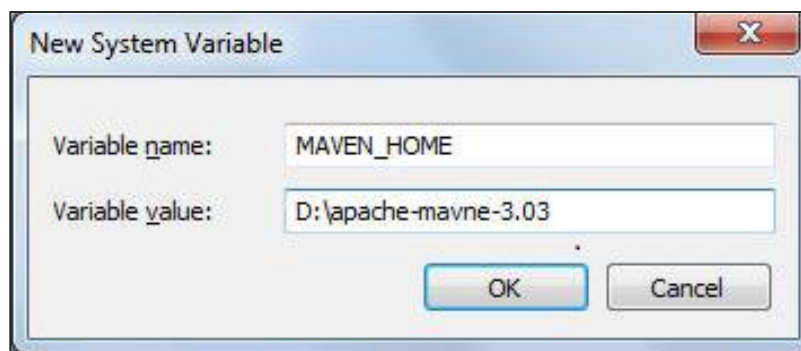 New System Variable
Variable name: MAVEN_HOME
Variable value: D:\apache-mavne-3.03
OK Cancel